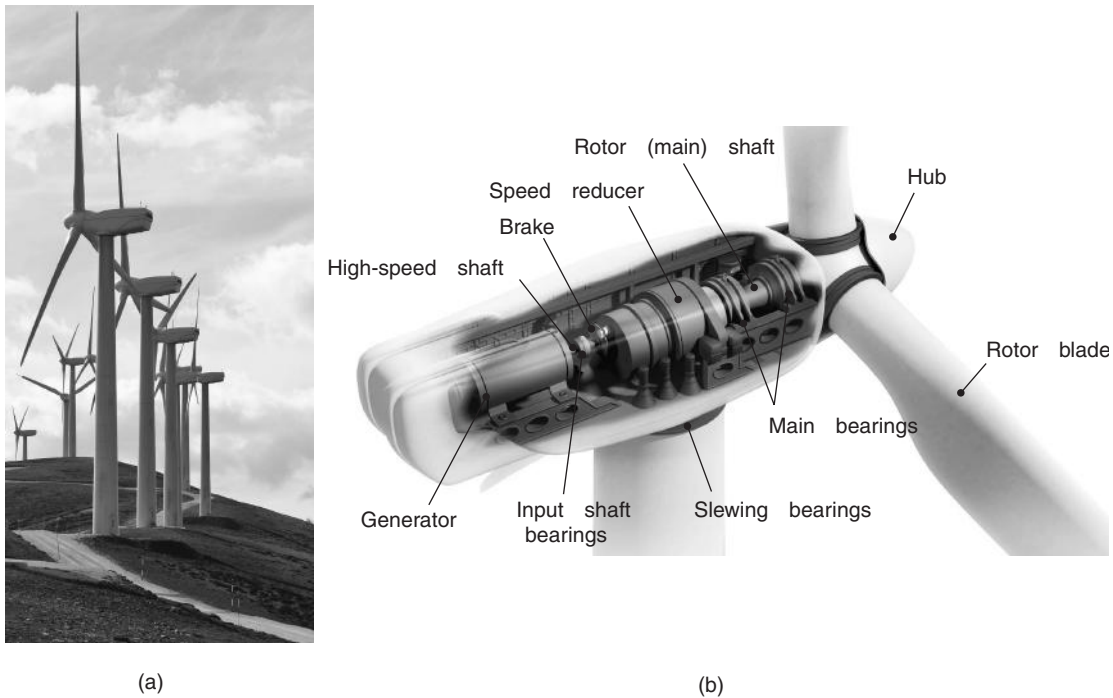 Rotor (main) shaft
Speed reducer
Hub
Brake
High-speed shaft
Rotor blade
Main bearings
Generator
Input shaft
bearings
Slewing bearings
(a)
(b)